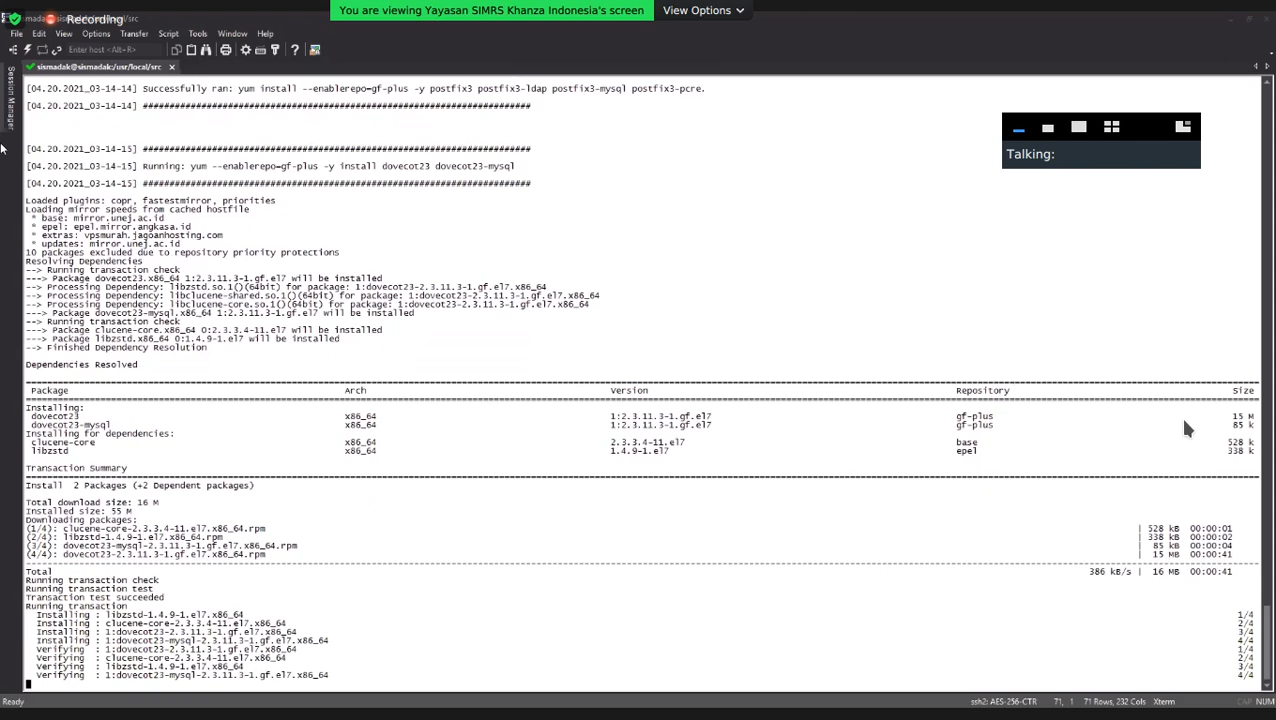 You are viewing Yayasan SIMRS Khanza Indonesia's screen
View Options
Recording
File Edit View Options Transfer Script Tools Window Help
Enter host <Alt+R>
Session Manager
sismadak@sismadak:/usr/local/src
[04.20.2021_03-14-14] Successfully ran: yum install --enablerepo=gf-plus -y postfix3 postfix3-ldap postfix3-mysql postfix3-pcre.
[04.20.2021_03-14-14] #########################################################################
[04.20.2021_03-14-15] #########################################################################
[04.20.2021_03-14-15] Running: yum --enablerepo=gf-plus -y install dovecot23 dovecot23-mysql
[04.20.2021_03-14-15] #########################################################################
Talking:
Loaded plugins: copr, fastestmirror, priorities
Loading mirror speeds from cached hostfile
* base: mirror.unej.ac.id
* epel: epel.mirror.angkasa.id
* extras: vpsmurah.jagoanhosting.com
* updates: mirror.unej.ac.id
10 packages excluded due to repository priority protections
Resolving Dependencies
--> Running transaction check
---> Package dovecot23.x86_64 1:2.3.11.3-1.gf.el7 will be installed
--> Processing Dependency: libzstd.so.1()(64bit) for package: 1:dovecot23-2.3.11.3-1.gf.el7.x86_64
--> Processing Dependency: libclucene-shared.so.1()(64bit) for package: 1:dovecot23-2.3.11.3-1.gf.el7.x86_64
--> Processing Dependency: libclucene-core.so.1()(64bit) for package: 1:dovecot23-2.3.11.3-1.gf.el7.x86_64
---> Package dovecot23-mysql.x86_64 1:2.3.11.3-1.gf.el7 will be installed
--> Running transaction check
---> Package clucene-core.x86_64 0:2.3.3.4-11.el7 will be installed
---> Package libzstd.x86_64 0:1.4.9-1.el7 will be installed
--> Finished Dependency Resolution
Dependencies Resolved
Package Arch Version Repository Size
Installing:
dovecot23 x86_64 1:2.3.11.3-1.gf.el7 gf-plus 15 M
dovecot23-mysql x86_64 1:2.3.11.3-1.gf.el7 gf-plus 85 k
Installing for dependencies:
clucene-core x86_64 2.3.3.4-11.el7 base 528 k
libzstd x86_64 1.4.9-1.el7 epel 338 k
Transaction Summary
Install 2 Packages (+2 Dependent packages)
Total download size: 16 M
Installed size: 55 M
Downloading packages:
(1/4): clucene-core-2.3.3.4-11.el7.x86_64.rpm | 528 kB 00:00:01
(2/4): libzstd-1.4.9-1.el7.x86_64.rpm | 338 kB 00:00:02
(3/4): dovecot23-mysql-2.3.11.3-1.gf.el7.x86_64.rpm | 85 kB 00:00:04
(4/4): dovecot23-2.3.11.3-1.gf.el7.x86_64.rpm | 15 MB 00:00:41
Total 386 kB/s | 16 MB 00:00:41
Running transaction check
Running transaction test
Transaction test succeeded
Running transaction
Installing : libzstd-1.4.9-1.el7.x86_64 1/4
Installing : clucene-core-2.3.3.4-11.el7.x86_64 2/4
Installing : 1:dovecot23-2.3.11.3-1.gf.el7.x86_64 3/4
Installing : 1:dovecot23-mysql-2.3.11.3-1.gf.el7.x86_64 4/4
Verifying : 1:dovecot23-2.3.11.3-1.gf.el7.x86_64 1/4
Verifying : clucene-core-2.3.3.4-11.el7.x86_64 2/4
Verifying : libzstd-1.4.9-1.el7.x86_64 3/4
Verifying : 1:dovecot23-mysql-2.3.11.3-1.gf.el7.x86_64 4/4
Ready ssh2: AES-256-CTR 71, 1 71 Rows, 232 Cols Xterm CAP NUM